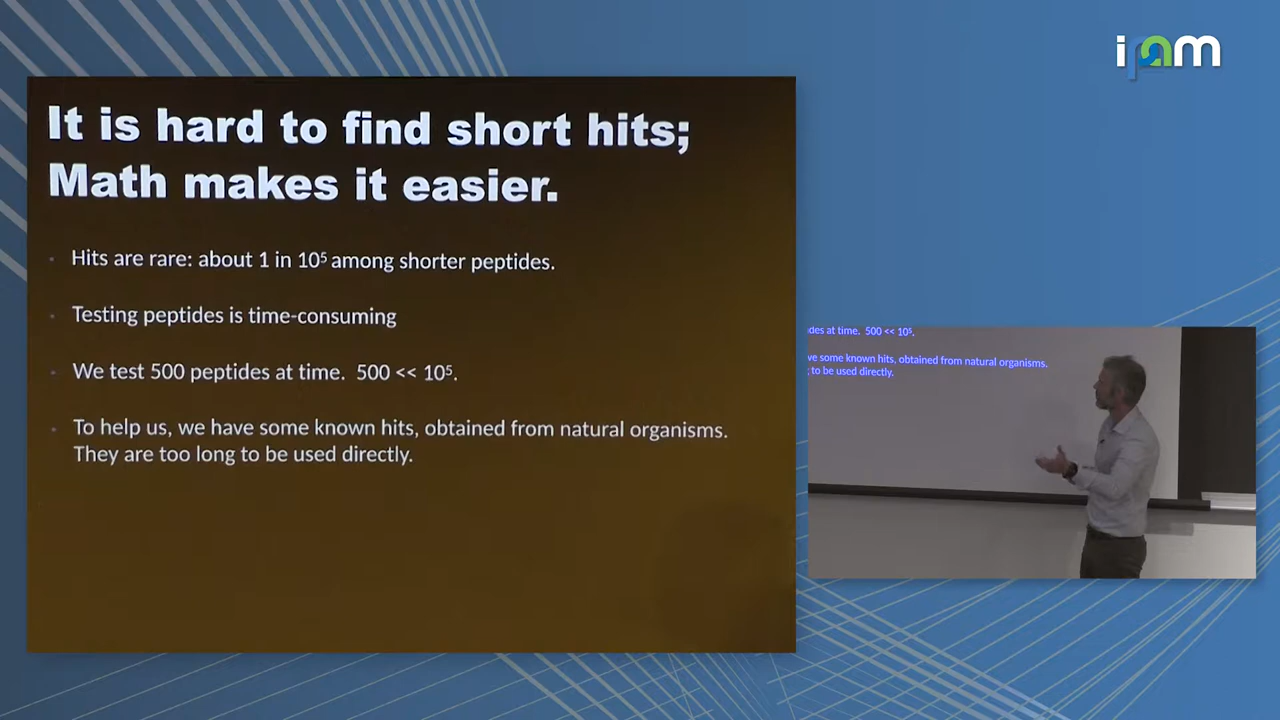 ipam
It is hard to find short hits;
Math makes it easier.
Hits are rare: about 1 in 10⁵ among shorter peptides.
Testing peptides is time-consuming
We test 500 peptides at time. 500 << 10⁵.
To help us, we have some known hits, obtained from natural organisms.
They are too long to be used directly.
des at time. 500 << 10⁵.
ve some known hits, obtained from natural organisms.
to be used directly.